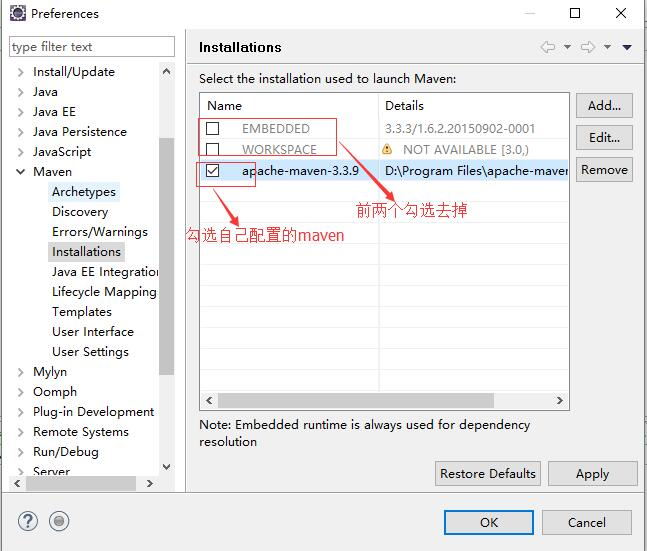 Preferences
type filter text
Install/Update
Java
Java EE
Java Persistence
JavaScript
Maven
Archetypes
Discovery
Errors/Warnings
Installations
Java EE Integration
Lifecycle Mapping
Templates
User Interface
User Settings
Mylyn
Oomph
Plug-in Development
Remote Systems
Run/Debug
Server
Installations
Select the installation used to launch Maven:
Name Details
EMBEDDED 3.3.3/1.6.2.20150902-0001
WORKSPACE NOT AVAILABLE [3.0,)
apache-maven-3.3.9 D:\Program Files\apache-maven
前两个勾选去掉
勾选自己配置的maven
Add...
Edit...
Remove
Note: Embedded runtime is always used for dependency
resolution
Restore Defaults Apply
OK Cancel